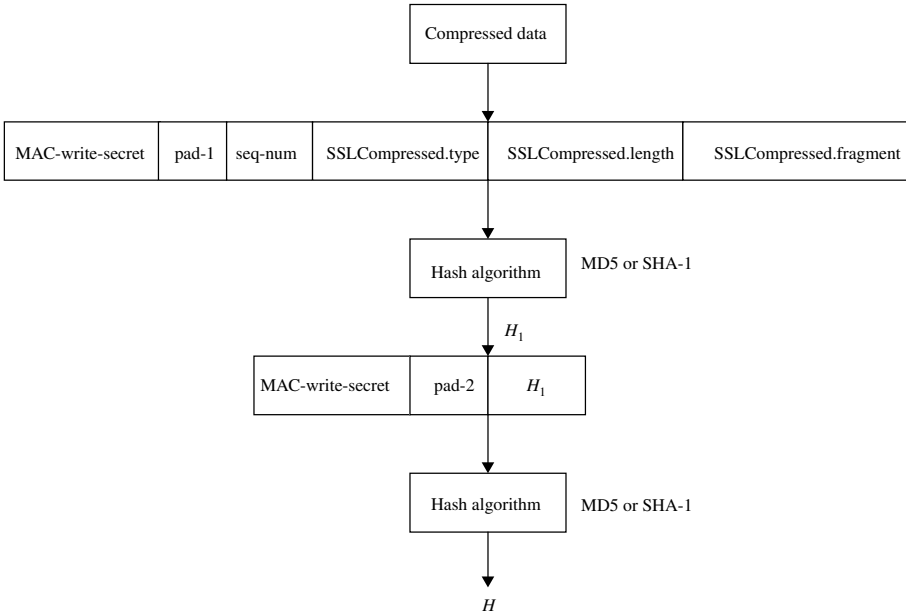 Compressed data
MAC-write-secret pad-1 seq-num SSLCompressed.type SSLCompressed.length SSLCompressed.fragment
Hash algorithm MD5 or SHA-1
H1
MAC-write-secret pad-2 H1
Hash algorithm MD5 or SHA-1
H